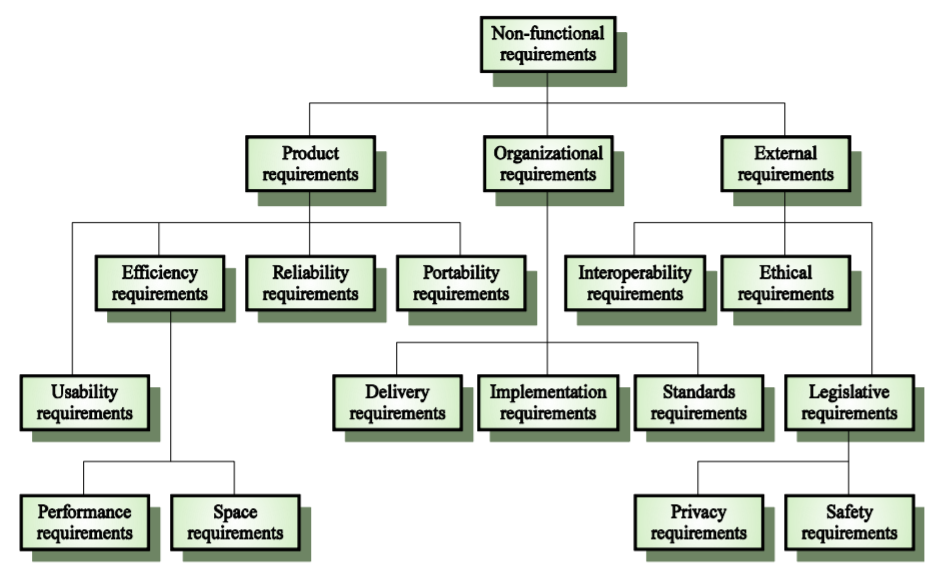 Non-functional
requirements
Product
requirements
Organizational
requirements
External
requirements
Efficiency
requirements
Reliability
requirements
Portability
requirements
Interoperability
requirements
Ethical
requirements
Usability
requirements
Delivery
requirements
Implementation
requirements
Standards
requirements
Legislative
requirements
Performance
requirements
Space
requirements
Privacy
requirements
Safety
requirements